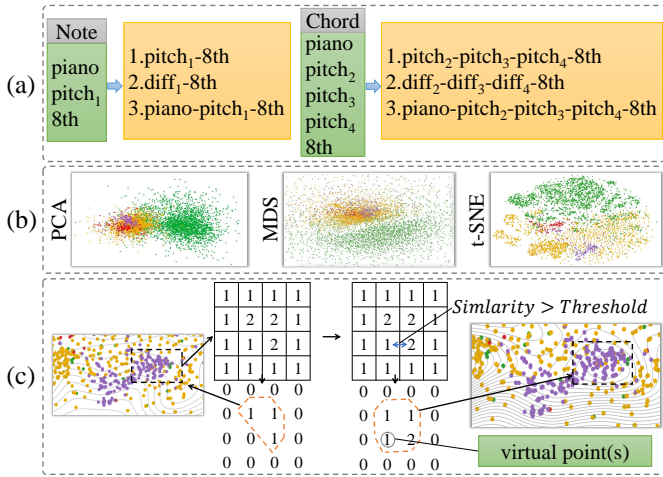 (a)
Note
piano
pitch₁
8th
1.pitch₁-8th
2.diff₁-8th
3.piano-pitch₁-8th
Chord
piano
pitch₂
pitch₃
pitch₄
8th
1.pitch₂-pitch₃-pitch₄-8th
2.diff₂-diff₃-diff₄-8th
3.piano-pitch₂-pitch₃-pitch₄-8th
(b)
PCA
MDS
t-SNE
(c)
1 1 1 1
1 2 2 1
1 1 2 1
1 1 1 1
0 0 0 0
0 1 1 0
0 0 1 0
0 0 0 0
1 1 1 1
1 2 2 1
1 1 2 1
1 1 1 1
Simlarity > Threshold
0 0 0 0
0 1 1 0
0 1 2 0
0 0 0 0
virtual point(s)